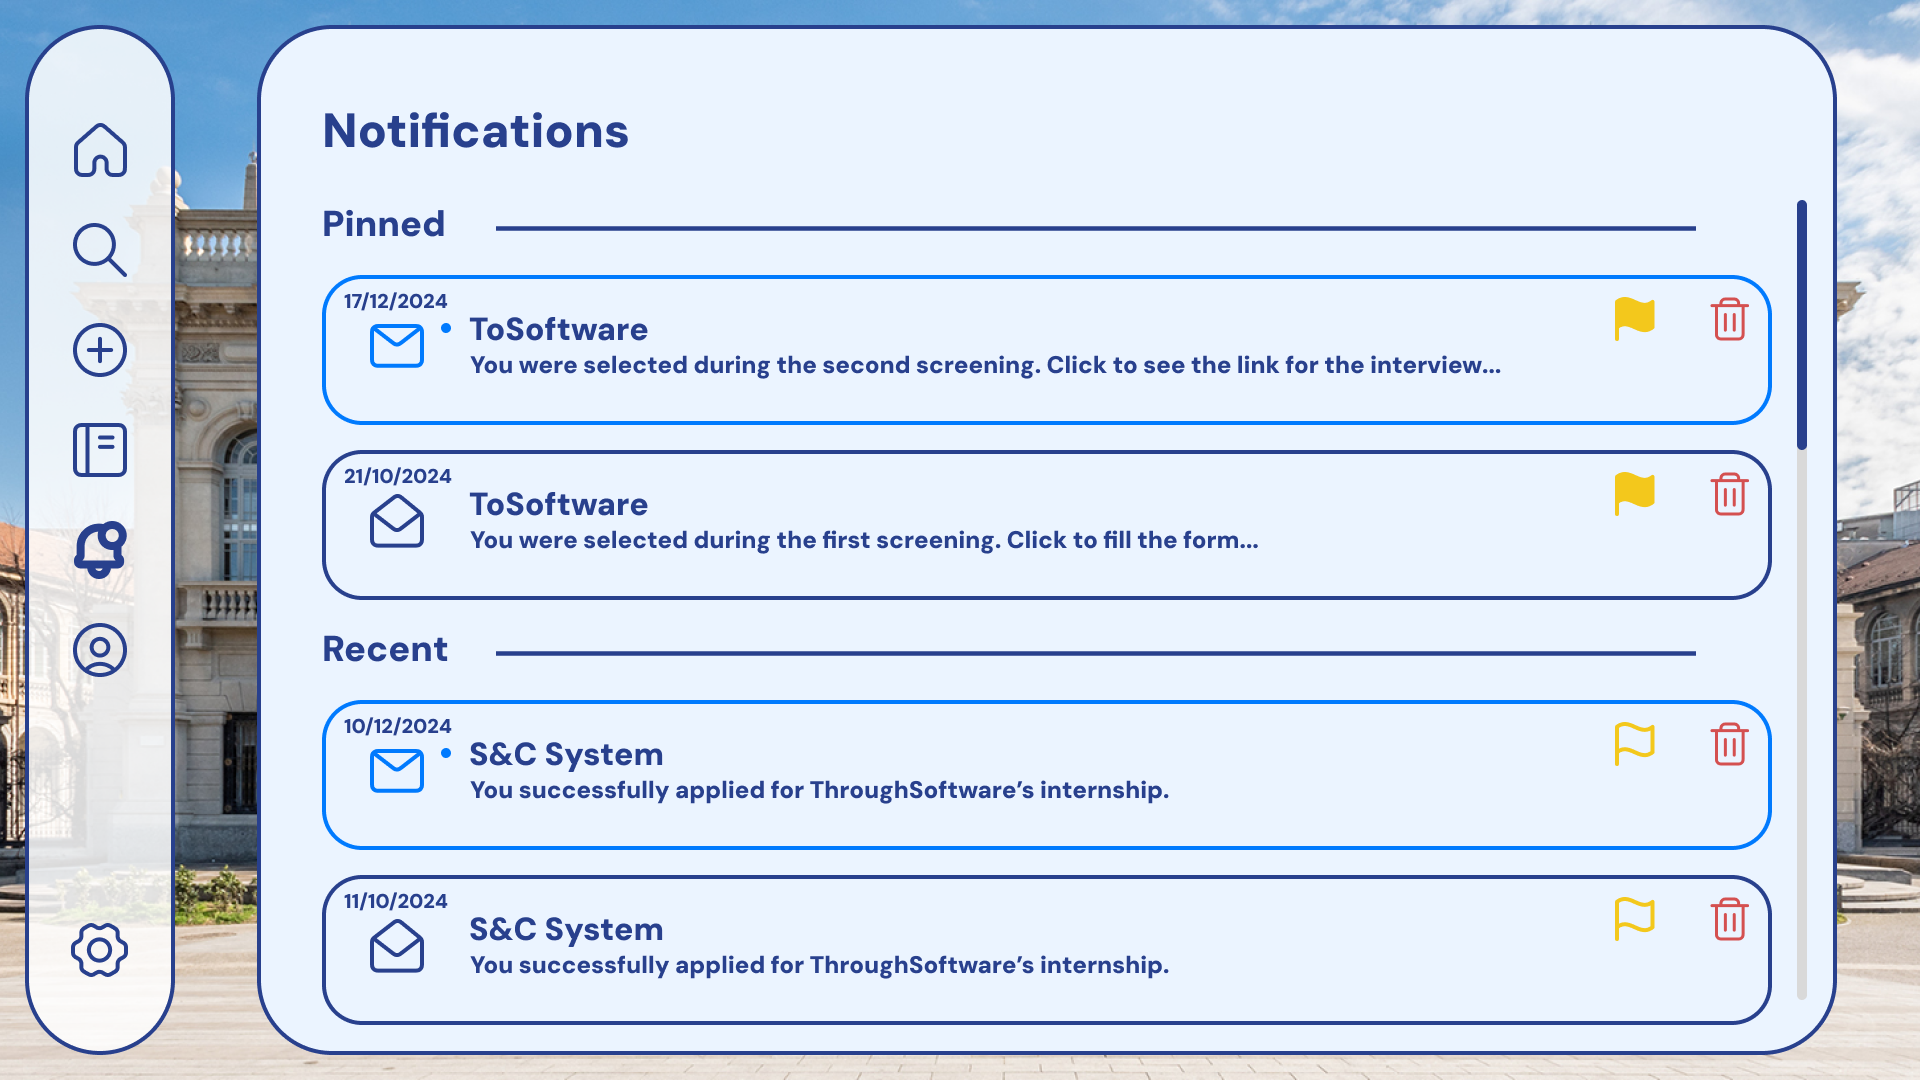 Notifications
Pinned
17/12/2024
ToSoftware
You were selected during the second screening. Click to see the link for the interview...
21/10/2024
ToSoftware
You were selected during the first screening. Click to fill the form...
Recent
10/12/2024
S&C System
You successfully applied for ThroughSoftware’s internship.
11/10/2024
S&C System
You successfully applied for ThroughSoftware’s internship.